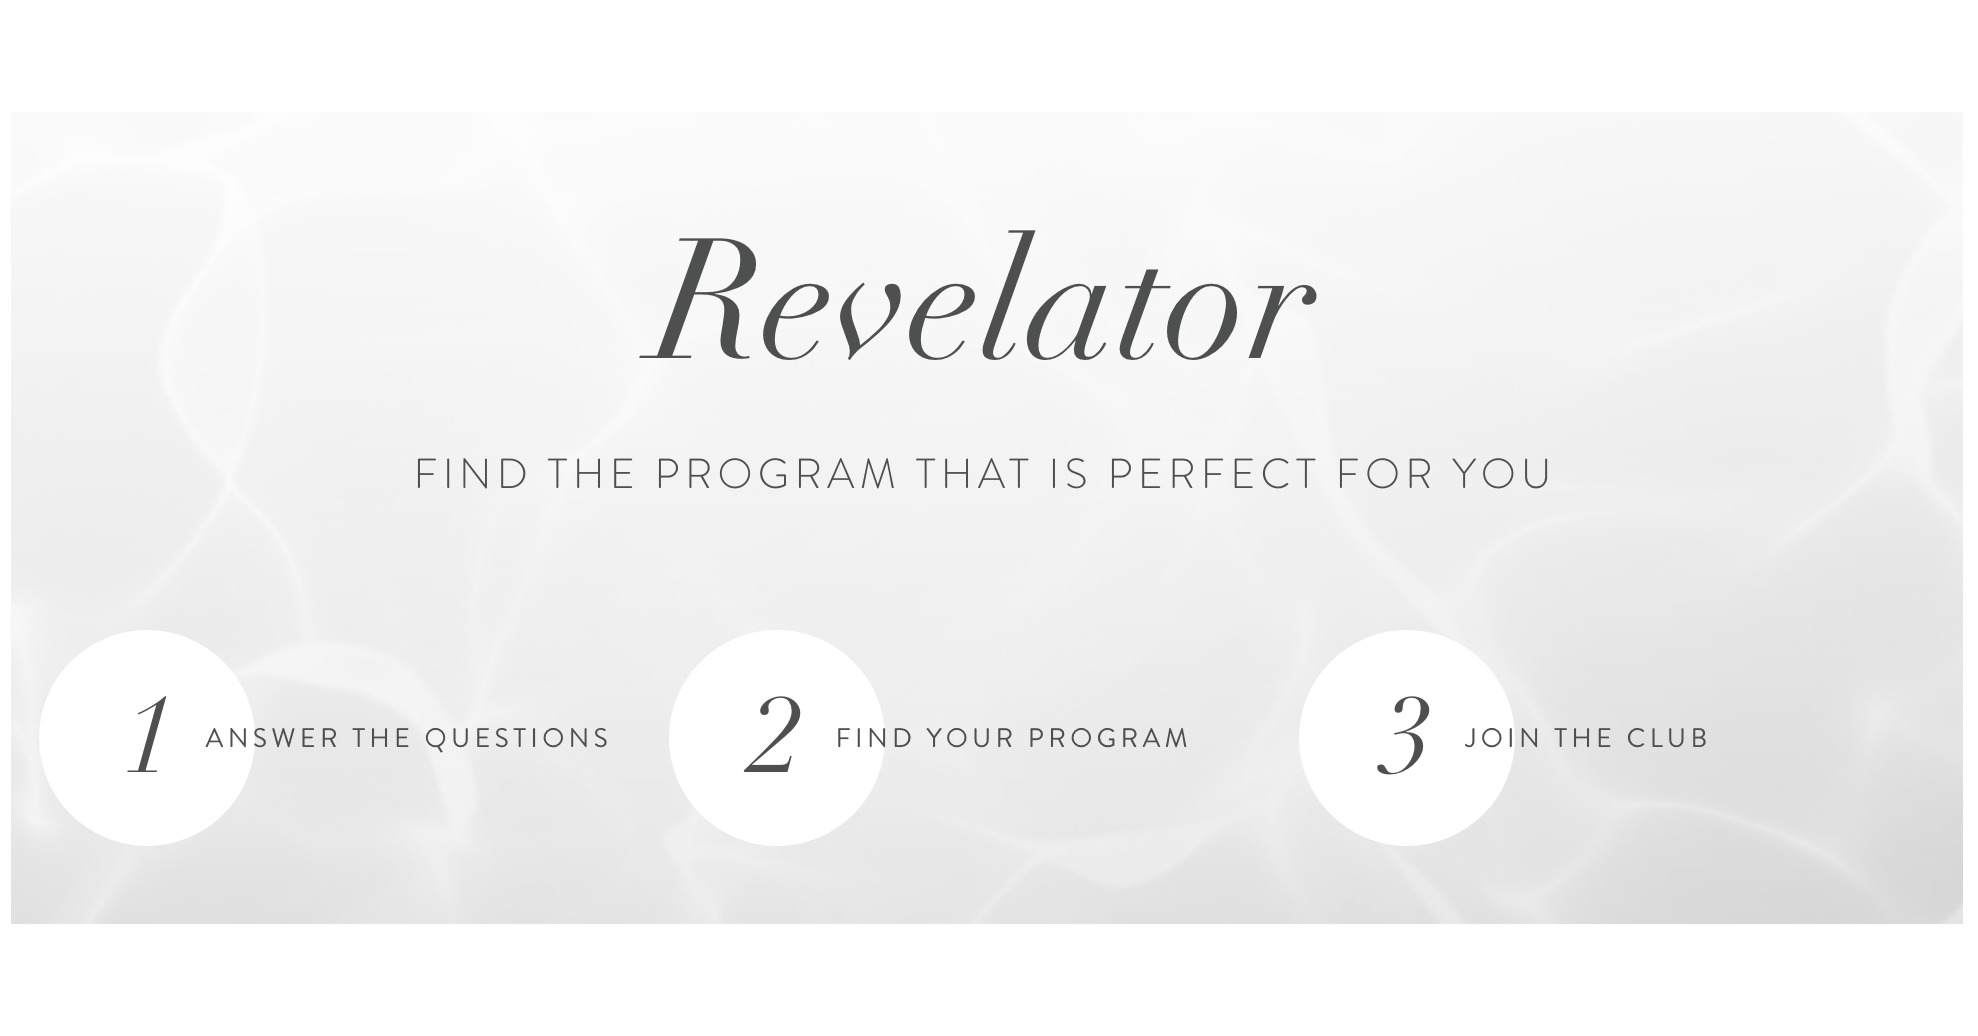 Revelator
FIND THE PROGRAM THAT IS PERFECT FOR YOU
1 ANSWER THE QUESTIONS
2 FIND YOUR PROGRAM
3 JOIN THE CLUB